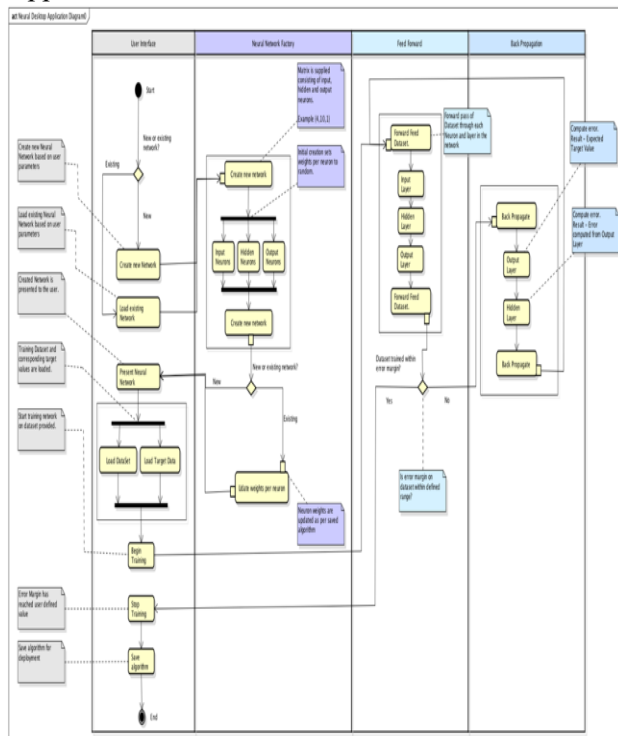 act Neural Desktop Application Diagram0
User Interface
Neural Network Factory
Feed Forward
Back Propagation
Start
New or existing
network?
Existing
New
Create new Network
Load existing
Network
Present Neural
Network
Load DataSet
Load Target Data
Begin
Training
Stop
Training
Save
algorithm
End
Create new Neural
Network based on user
parameters
Load existing Neural
Network based on user
parameters
Created Network is
presented to the user.
Training Dataset and
corresponding target
values are loaded.
Start training network
on dataset provided.
Error Margin has
reached user defined
value
Save algorithm for
deployment
Matrix is supplied
consisting of input,
hidden and output
neurons.
Example (4,10,1)
Initial creation sets
weights per neuron to
random.
Create new network
Input
Neurons
Hidden
Neurons
Output
Neurons
Create new network
New or existing network?
New
Existing
Udate weights per neuron
Neuron weights are
updated as per saved
algorithm
Forward Feed
Dataset.
Input
Layer
Hidden
Layer
Output
Layer
Forward Feed
Dataset.
Forward pass of
Dataset through each
Neuron and layer in the
network
Dataset trained within
error margin?
Yes
No
Is error margin on
dataset within defined
range?
Back Propagate
Output
Layer
Hidden
Layer
Back Propagate
Compute error.
Result – Expected
Target Value
Compute error.
Result – Error
computed from Output
Layer